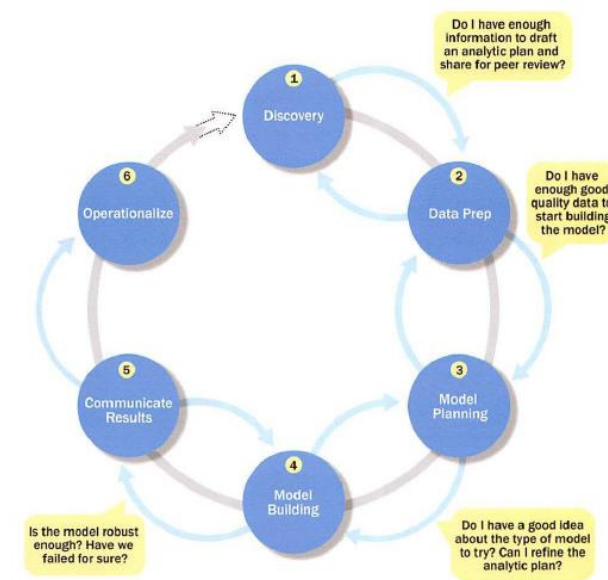 Do I have enough
information to draft
an analytic plan and
share for peer review?
1
Discovery
2
Data Prep
Do I have
enough good
quality data to
start building
the model?
3
Model
Planning
Do I have a good idea
about the type of model
to try? Can I refine the
analytic plan?
4
Model
Building
Is the model robust
enough? Have we
failed for sure?
5
Communicate
Results
6
Operationalize